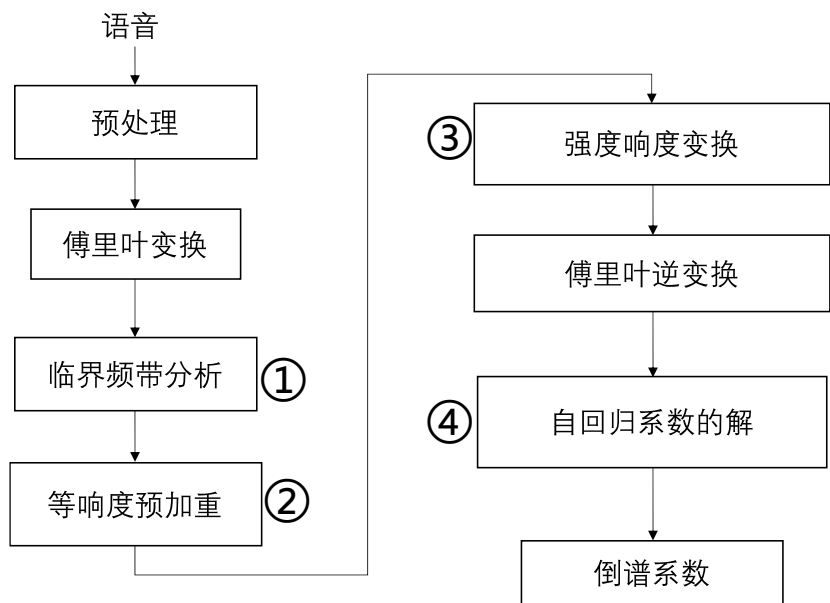 语音
预处理
傅里叶变换
临界频带分析
①
等响度预加重
②
③
强度响度变换
傅里叶逆变换
④
自回归系数的解
倒谱系数